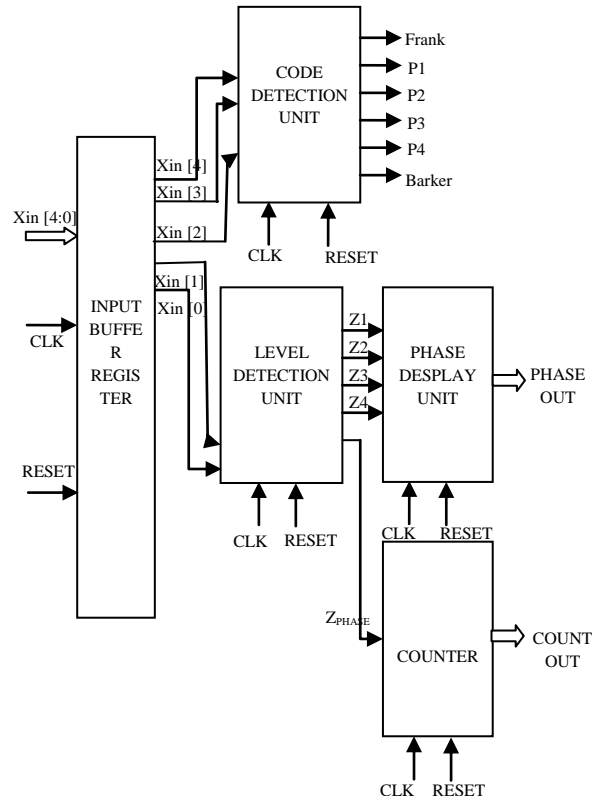 Frank
CODE
DETECTION
UNIT
P1
P2
P3
P4
Barker
Xin [4]
Xin [3]
Xin [2]
Xin [4:0]
CLK
RESET
Xin [1]
Xin [0]
INPUT
BUFFE
R
REGIS
TER
CLK
RESET
LEVEL
DETECTION
UNIT
Z1
Z2
Z3
Z4
PHASE
DESPLAY
UNIT
PHASE
OUT
CLK
RESET
CLK
RESET
ZPHASE
COUNTER
COUNT
OUT
CLK
RESET